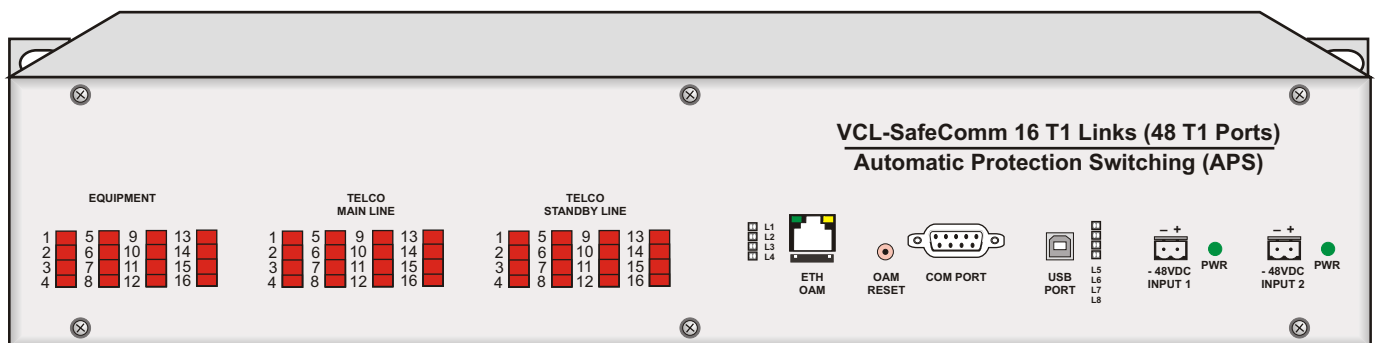 VCL-SafeComm 16 T1 Links (48 T1 Ports)
Automatic Protection Switching (APS)
EQUIPMENT
1 5 9 13
2 6 10 14
3 7 11 15
4 8 12 16
TELCO
MAIN LINE
1 5 9 13
2 6 10 14
3 7 11 15
4 8 12 16
TELCO
STANDBY LINE
1 5 9 13
2 6 10 14
3 7 11 15
4 8 12 16
L1
L2
L3
L4
ETH
OAM
OAM
RESET
COM PORT
USB
PORT
L5
L6
L7
L8
– +
- 48VDC
INPUT 1
PWR
– +
- 48VDC
INPUT 2
PWR